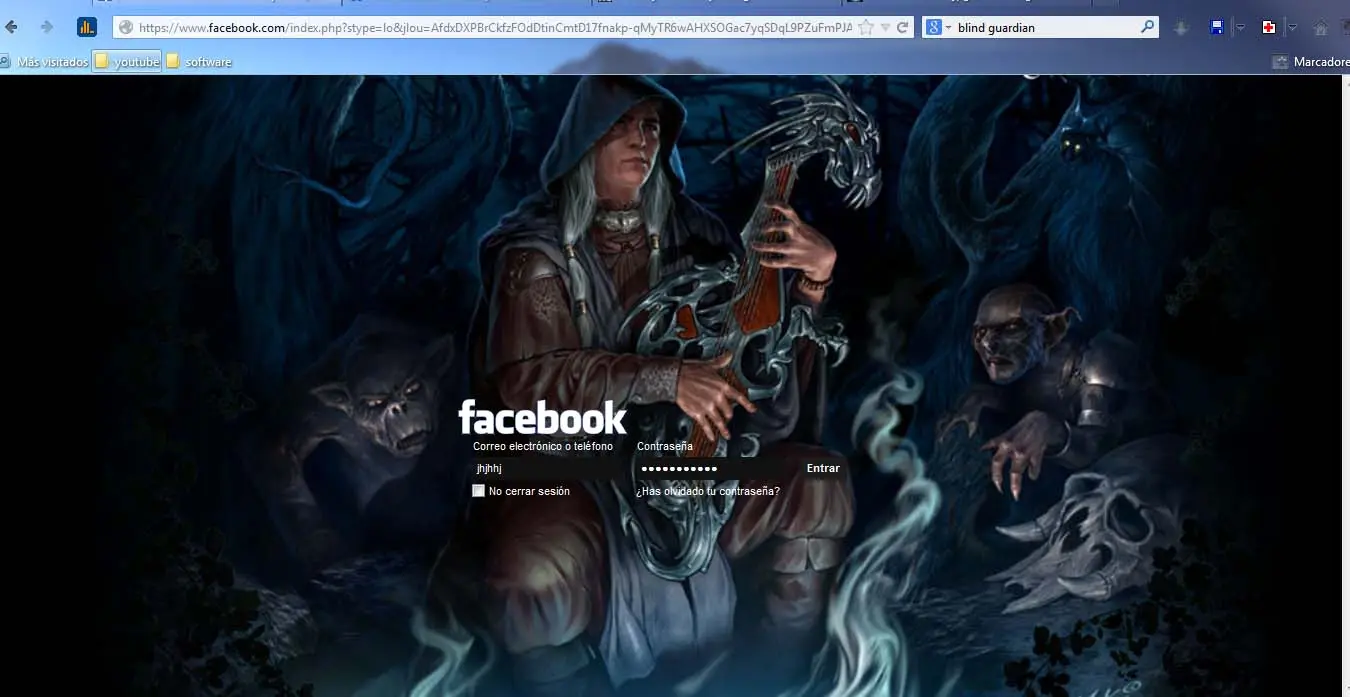 https://www.facebook.com/index.php?stype=lo&jlou=AfdxDXPBrCkfzFOdDtinCmtD17fnakp-qMyTR6wAHXSOGac7yqSDqL9PZuFmPJA
8 blind guardian
Más visitados youtube software Marcadore
facebook
Correo electrónico o teléfono Contraseña
jhjhhj ●●●●●●●●●●● Entrar
No cerrar sesión ¿Has olvidado tu contraseña?